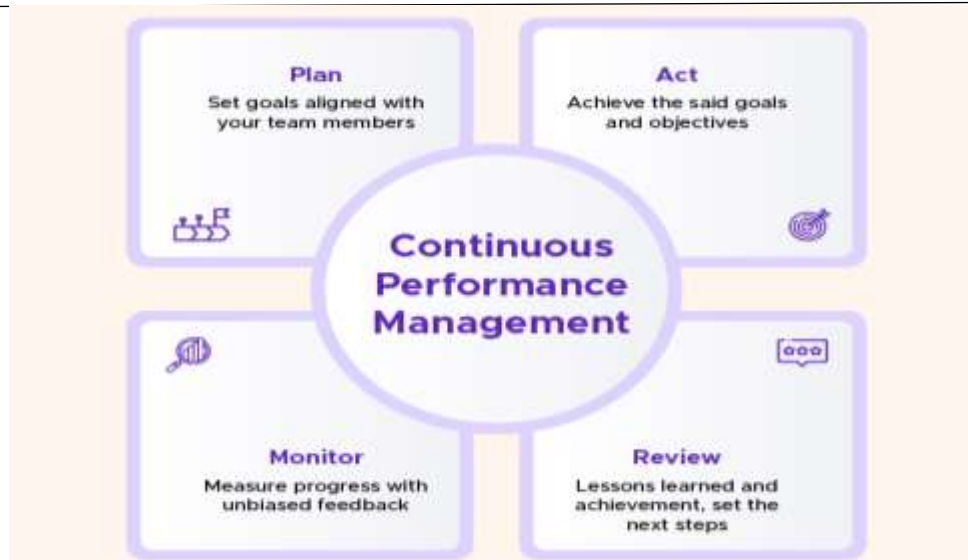 Plan
Set goals aligned with
your team members
Act
Achieve the said goals
and objectives
Continuous
Performance
Management
Monitor
Measure progress with
unbiased feedback
Review
Lessons learned and
achievement, set the
next steps